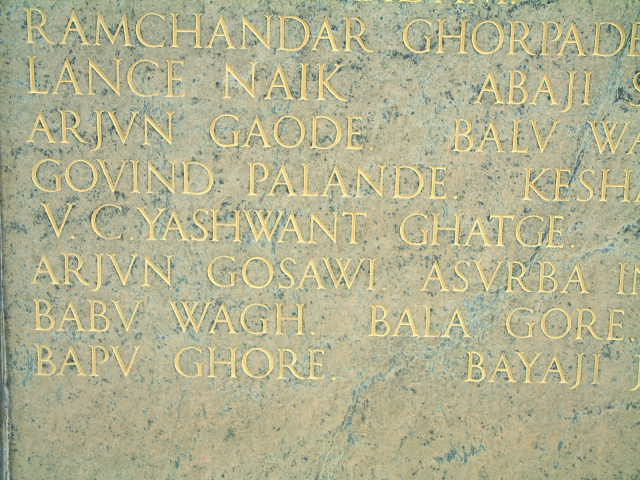 RAMCHANDAR GHORPADE
LANCE NAIK ABAJI
ARJVN GAODE. BALV
GOVIND PALANDE.
V. C. YASHWANT GHATGE.
ARJVN GOSAWI. ASVRBA
BABV WAGH. BALA GORE.
BAPV GHORE. BAYAJI